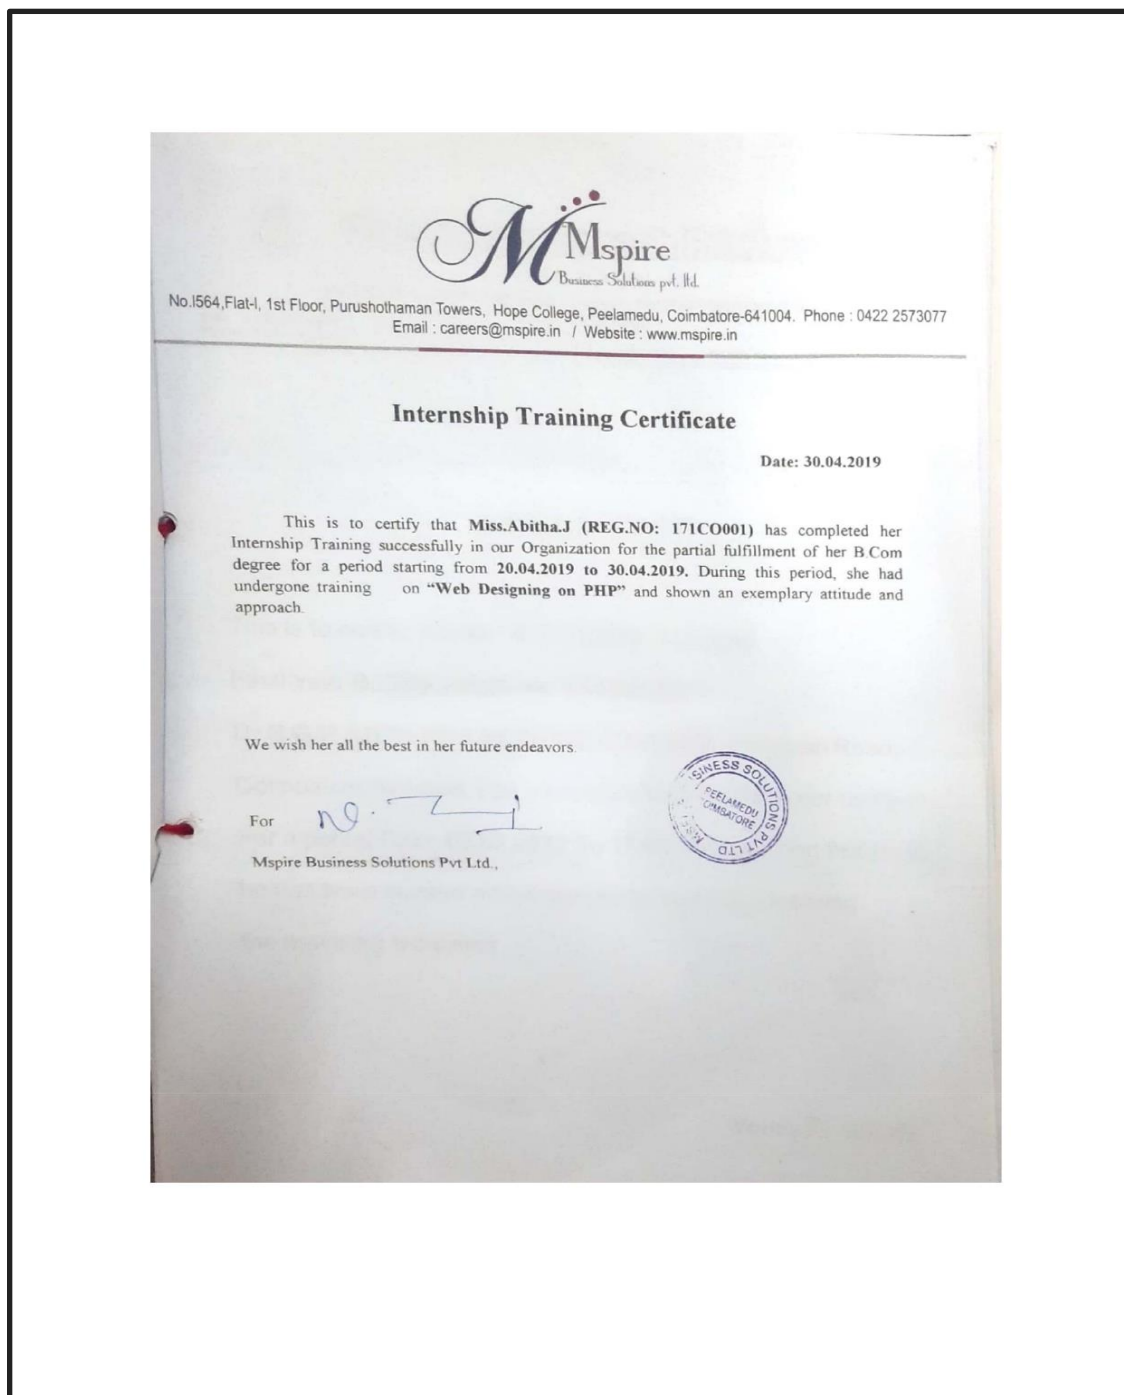 M Mspire
Business Solutions pvt. ltd.
No.I564,Flat-I, 1st Floor, Purushothaman Towers, Hope College, Peelamedu, Coimbatore-641004. Phone : 0422 2573077
Email : careers@mspire.in / Website : www.mspire.in
Internship Training Certificate
Date: 30.04.2019
This is to certify that Miss.Abitha.J (REG.NO: 171CO001) has completed her
Internship Training successfully in our Organization for the partial fulfillment of her B.Com
degree for a period starting from 20.04.2019 to 30.04.2019. During this period, she had
undergone training on “Web Designing on PHP” and shown an exemplary attitude and
approach.
We wish her all the best in her future endeavors.
For
Mspire Business Solutions Pvt Ltd.,
SINESS SOLUTIONS PVT LTD
PEELAMEDU
COIMBATORE